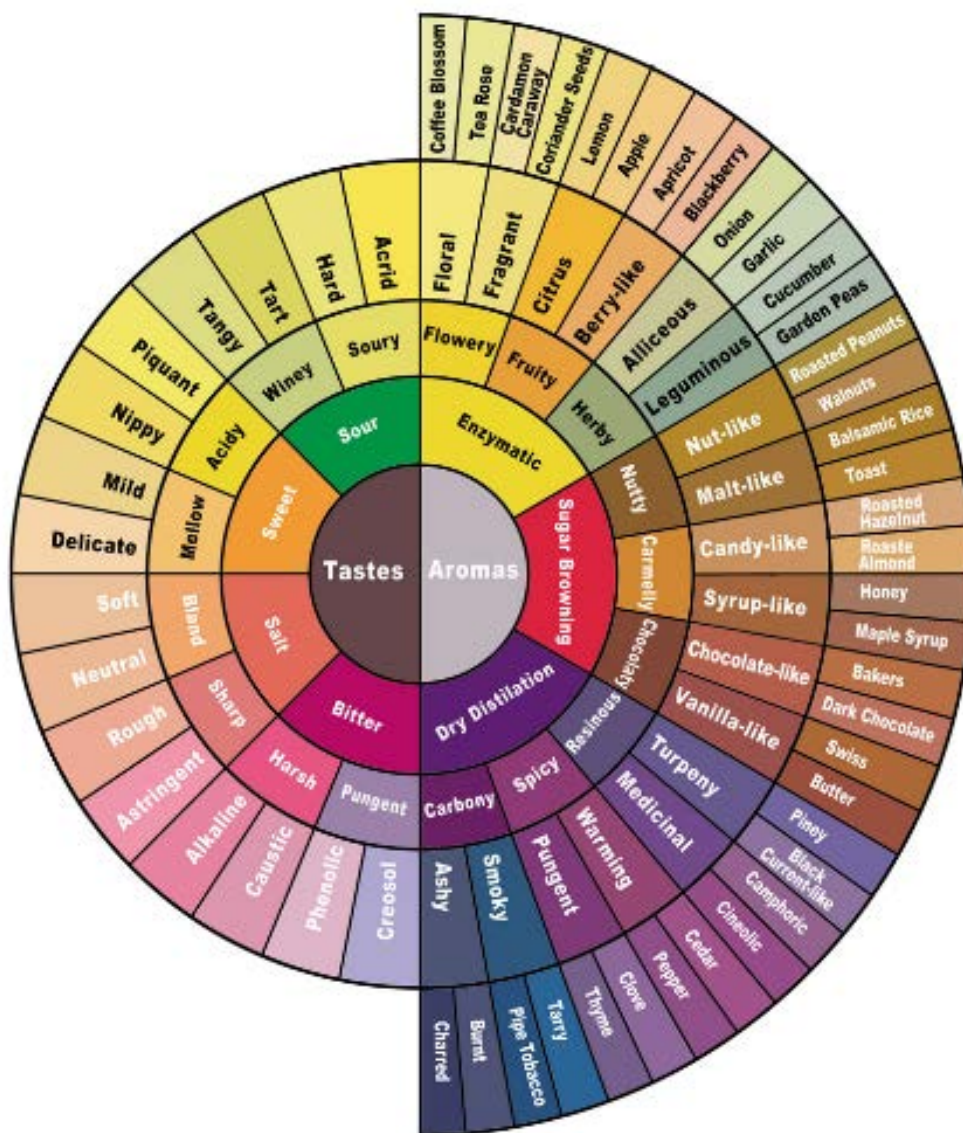 Tastes
Aromas
Sour
Sweet
Salt
Bitter
Enzymatic
Sugar Browning
Dry Distilation
Soury
Winey
Acidy
Mellow
Bland
Sharp
Harsh
Pungent
Acrid
Hard
Tart
Tangy
Piquant
Nippy
Mild
Delicate
Soft
Neutral
Rough
Astringent
Alkaline
Caustic
Phenolic
Creosol
Flowery
Fruity
Herby
Nutty
Carmelly
Chocolaty
Resinous
Spicy
Carbony
Floral
Fragrant
Citrus
Berry-like
Alliceous
Leguminous
Nut-like
Malt-like
Candy-like
Syrup-like
Chocolate-like
Vanilla-like
Turpeny
Medicinal
Warming
Pungent
Smoky
Ashy
Coffee Blossom
Tea Rose
Cardamon
Caraway
Coriander Seeds
Lemon
Apple
Apricot
Blackberry
Onion
Garlic
Cucumber
Garden Peas
Roasted Peanuts
Walnuts
Balsamic Rice
Toast
Roasted
Hazelnut
Roaste
Almond
Honey
Maple Syrup
Bakers
Dark Chocolate
Swiss
Butter
Piney
Black
Current-like
Camphoric
Cineolic
Cedar
Pepper
Clove
Thyme
Tarry
Pipe Tobacco
Burnt
Charred